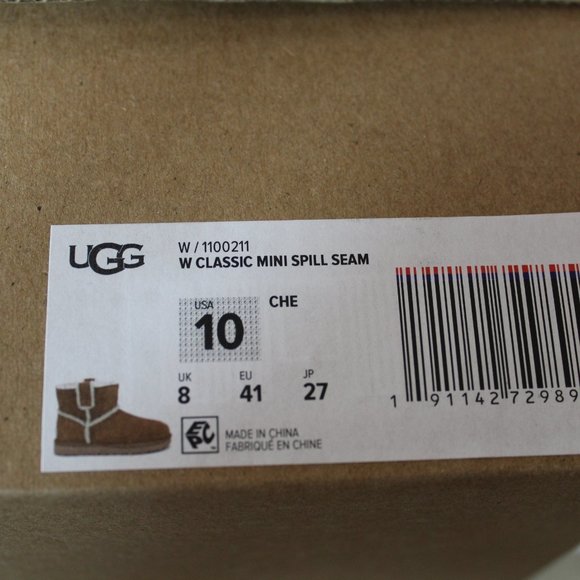 UGG
W / 1100211
W CLASSIC MINI SPILL SEAM
USA
10
CHE
UK EU JP
8 41 27
MADE IN CHINA
FABRIQUÉ EN CHINE
1 91142 72989